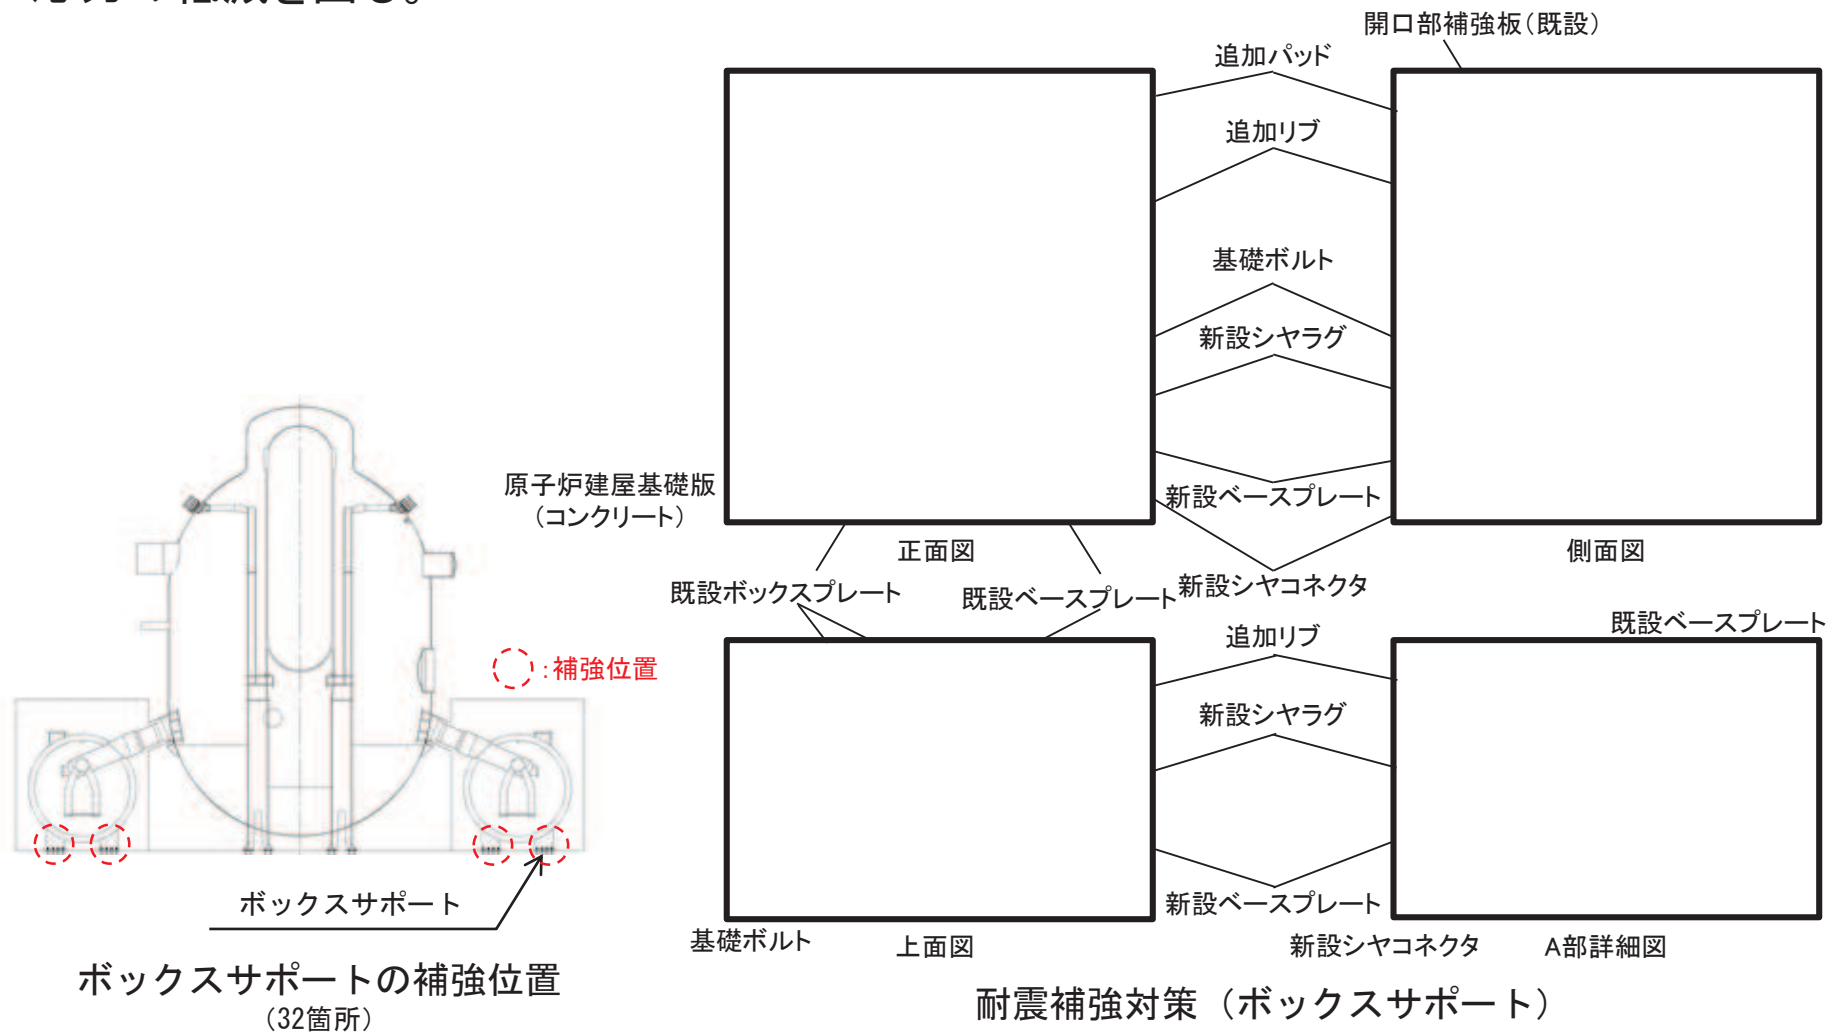 開口部補強板（既設）
追加パッド
追加リブ
基礎ボルト
新設シヤラグ
原子炉建屋基礎版
（コンクリート）
新設ベースプレート
正面図
側面図
既設ボックスプレート
既設ベースプレート
新設シヤコネクタ
既設ベースプレート
追加リブ
：補強位置
新設シヤラグ
ボックスサポート
新設ベースプレート
基礎ボルト
上面図
新設シヤコネクタ
A部詳細図
ボックスサポートの補強位置
（32箇所）
耐震補強対策（ボックスサポート）